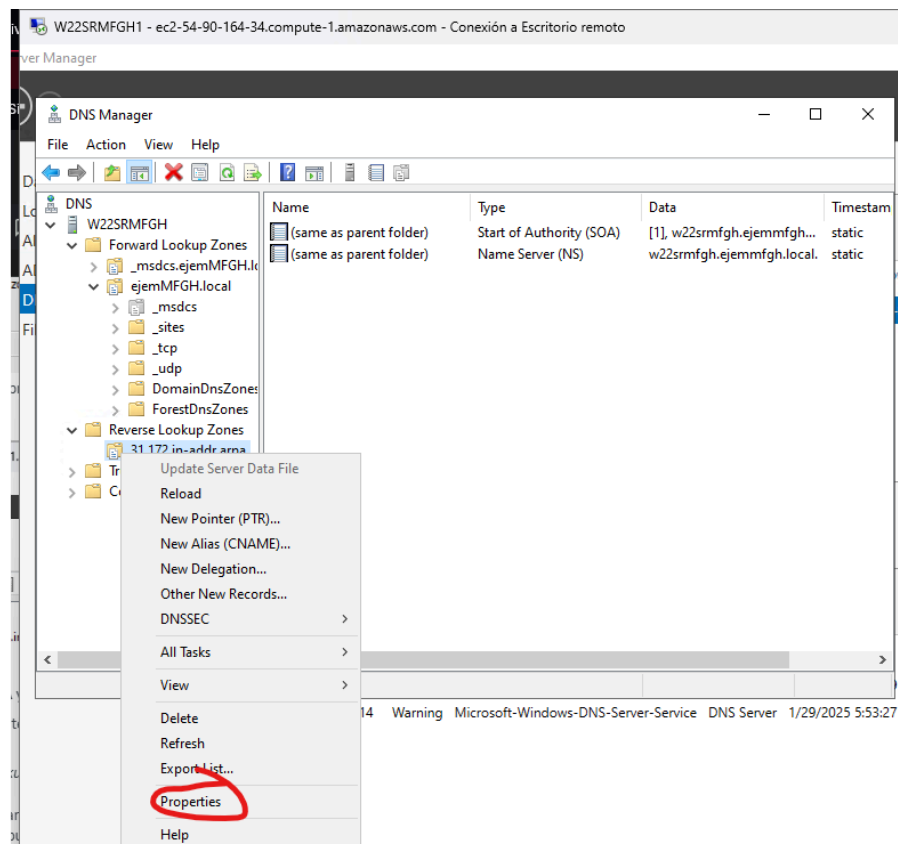 W22SRMFGH1 - ec2-54-90-164-34.compute-1.amazonaws.com - Conexión a Escritorio remoto
ver Manager
DNS Manager
File Action View Help
DNS
Name Type Data Timestam
W22SRMFGH
(same as parent folder) Start of Authority (SOA) [1], w22srmfgh.ejemmfgh... static
Forward Lookup Zones
(same as parent folder) Name Server (NS) w22srmfgh.ejemmfgh.local. static
_msdcs.ejemMFGH.lo
ejemMFGH.local
_msdcs
_sites
_tcp
_udp
DomainDnsZones
ForestDnsZones
Reverse Lookup Zones
31.172.in-addr.arpa
Tr
C
Update Server Data File
Reload
New Pointer (PTR)...
New Alias (CNAME)...
New Delegation...
Other New Records...
DNSSEC
All Tasks
View
Delete
14 Warning Microsoft-Windows-DNS-Server-Service DNS Server 1/29/2025 5:53:27
Refresh
Export List...
Properties
Help